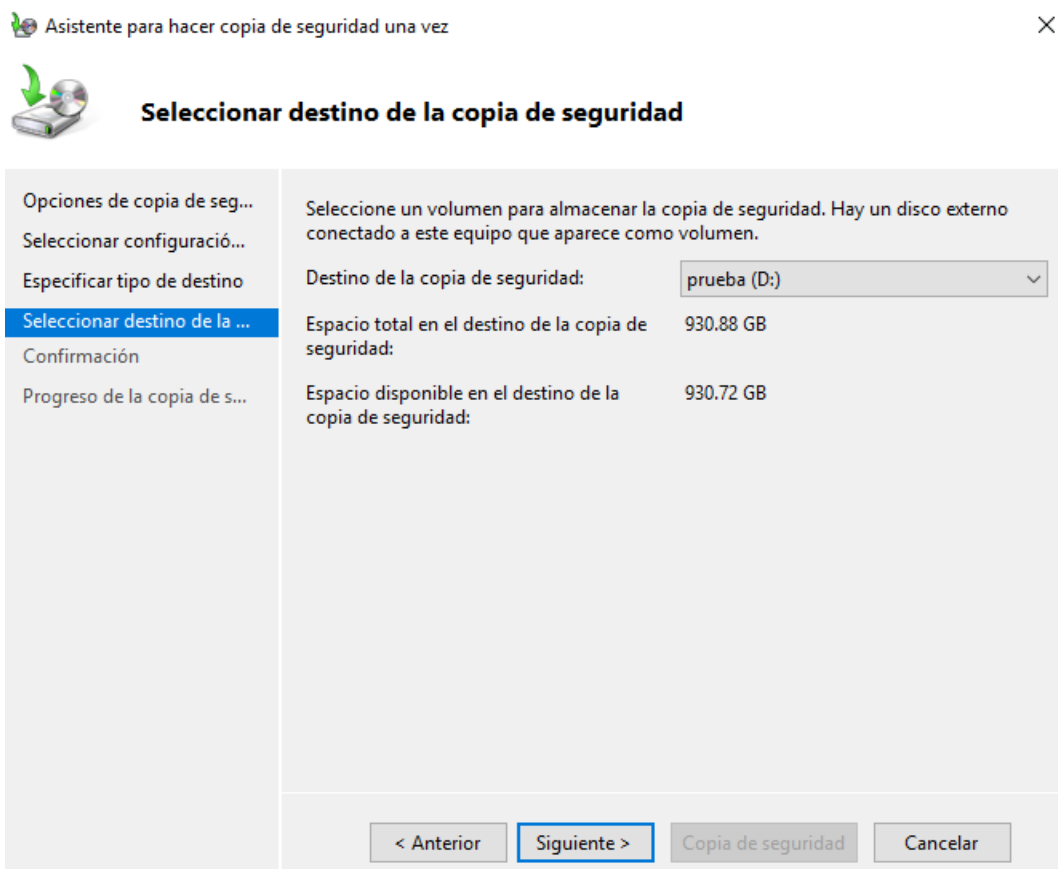 Asistente para hacer copia de seguridad una vez
Seleccionar destino de la copia de seguridad
Opciones de copia de seg...
Seleccionar configuració...
Especificar tipo de destino
Seleccionar destino de la ...
Confirmación
Progreso de la copia de s...
Seleccione un volumen para almacenar la copia de seguridad. Hay un disco externo
conectado a este equipo que aparece como volumen.
Destino de la copia de seguridad:
prueba (D:)
Espacio total en el destino de la copia de
seguridad:
930.88 GB
Espacio disponible en el destino de la
copia de seguridad:
930.72 GB
< Anterior
Siguiente >
Copia de seguridad
Cancelar